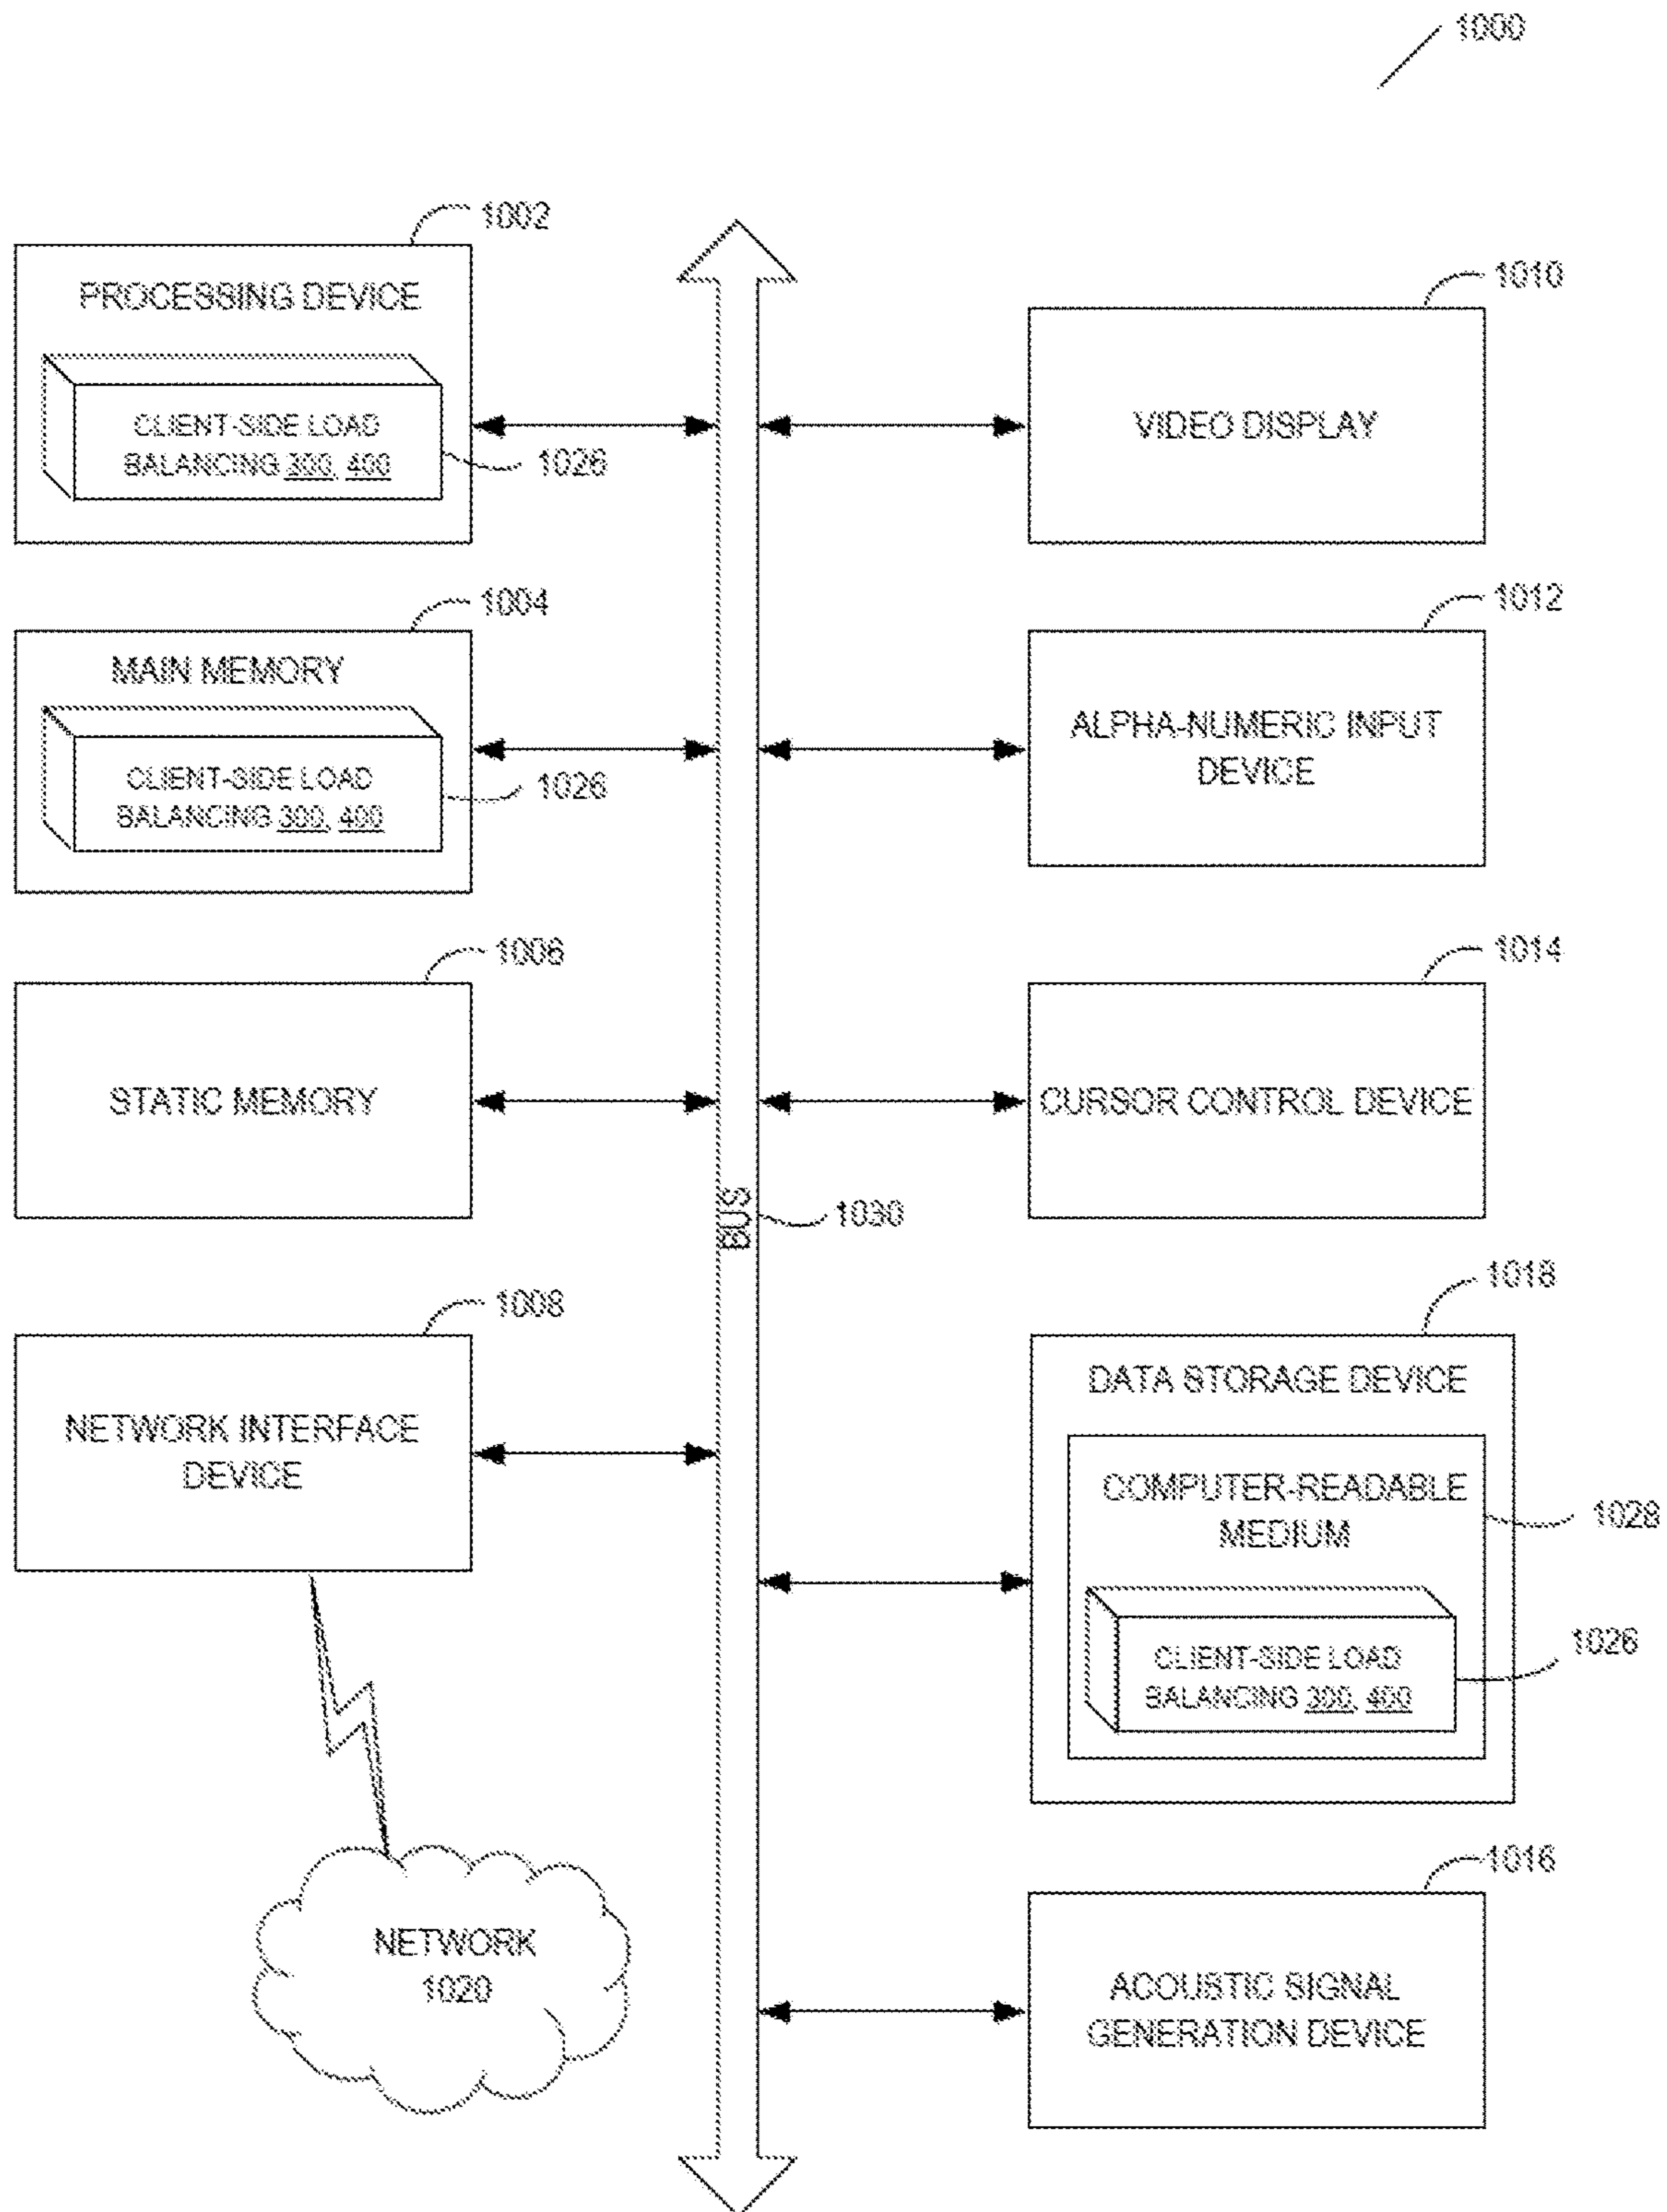 1000
1002
PROCESSING DEVICE
CLIENT-SIDE LOAD
BALANCING 300, 400
1026
1004
MAIN MEMORY
CLIENT-SIDE LOAD
BALANCING 300, 400
1026
1006
STATIC MEMORY
1008
NETWORK INTERFACE
DEVICE
NETWORK
1020
BUS
1030
1010
VIDEO DISPLAY
1012
ALPHA-NUMERIC INPUT
DEVICE
1014
CURSOR CONTROL DEVICE
1018
DATA STORAGE DEVICE
COMPUTER-READABLE
MEDIUM
1028
CLIENT-SIDE LOAD
BALANCING 300, 400
1026
1016
ACOUSTIC SIGNAL
GENERATION DEVICE